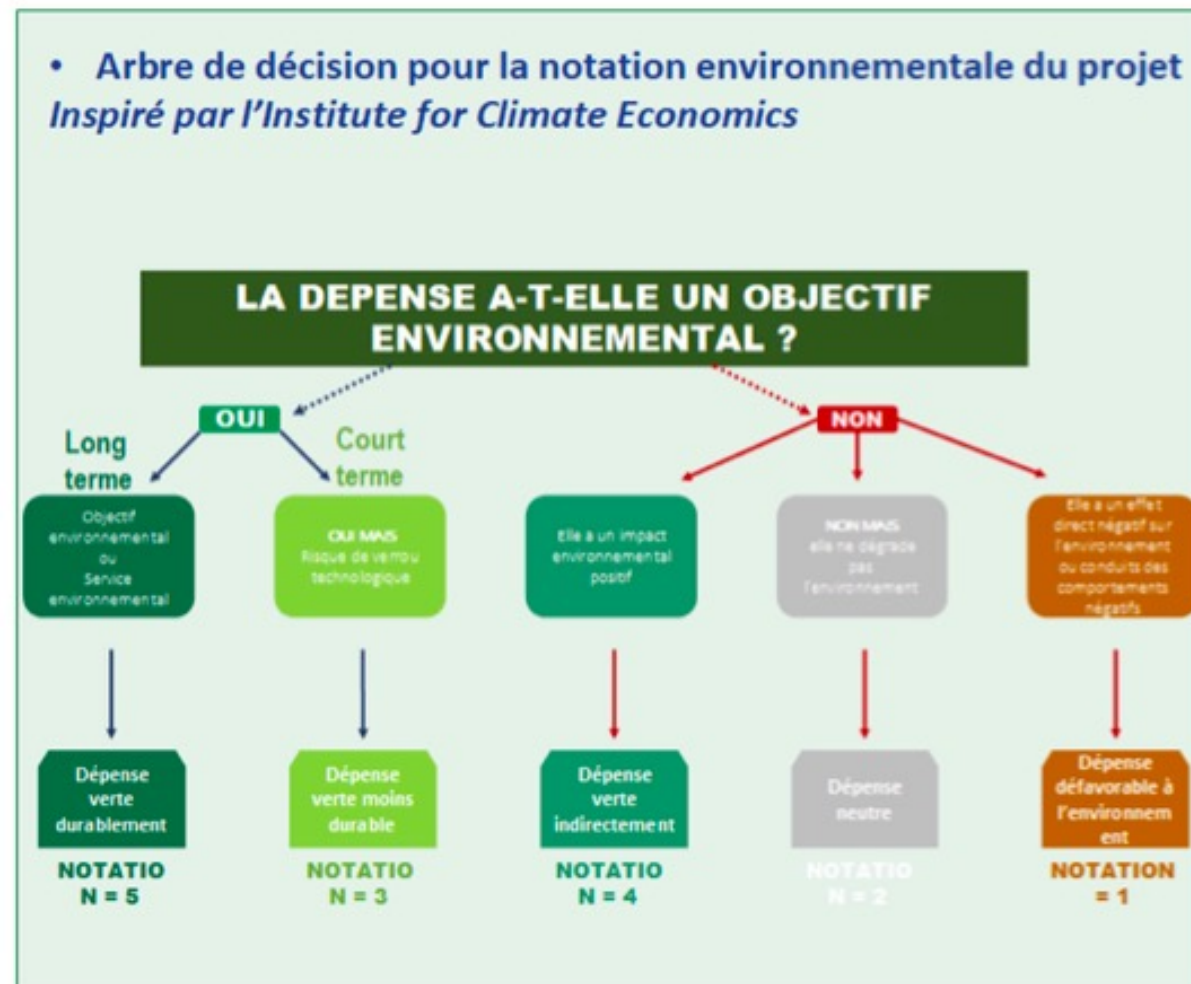 • Arbre de décision pour la notation environnementale du projet
Inspiré par l'Institute for Climate Economics
LA DEPENSE A-T-ELLE UN OBJECTIF
ENVIRONNEMENTAL ?
OUI
NON
Long
terme
Court
terme
Objectif
environnemental
ou
Service
environnemental
OUI MAIS
Risque de verrou
technologique
Elle a un impact
environnemental
positif
NON MAIS
elle ne dégrade
pas
l'environnement
Elle a un effet
direct négatif sur
l'environnement
ou conduits des
comportements
négatifs
Dépense
verte
durablement
Dépense
verte moins
durable
Dépense
verte
indirectement
Dépense
neutre
Dépense
défavorable à
l'environnem
ent
NOTATIO
N = 5
NOTATIO
N = 3
NOTATIO
N = 4
NOTATIO
N = 2
NOTATION
= 1